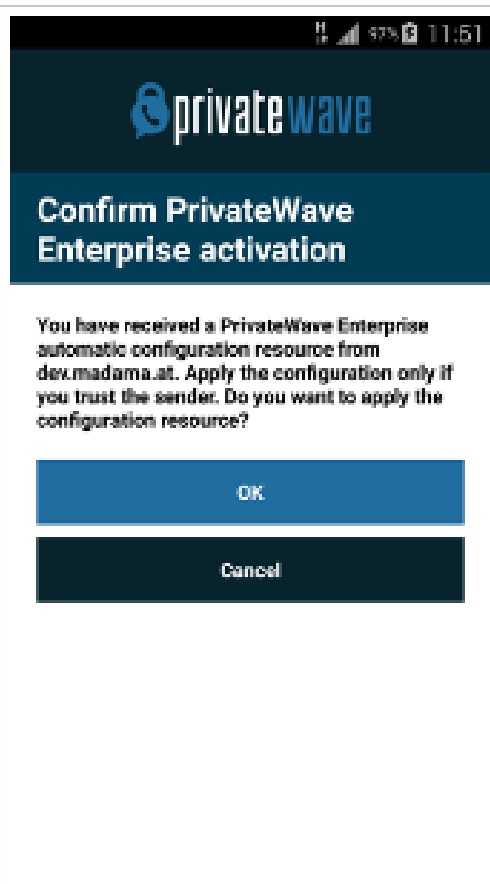 97% 11:51
privatewave
Confirm PrivateWave
Enterprise activation
You have received a PrivateWave Enterprise
automatic configuration resource from
dev.madama.at. Apply the configuration only if
you trust the sender. Do you want to apply the
configuration resource?
OK
Cancel